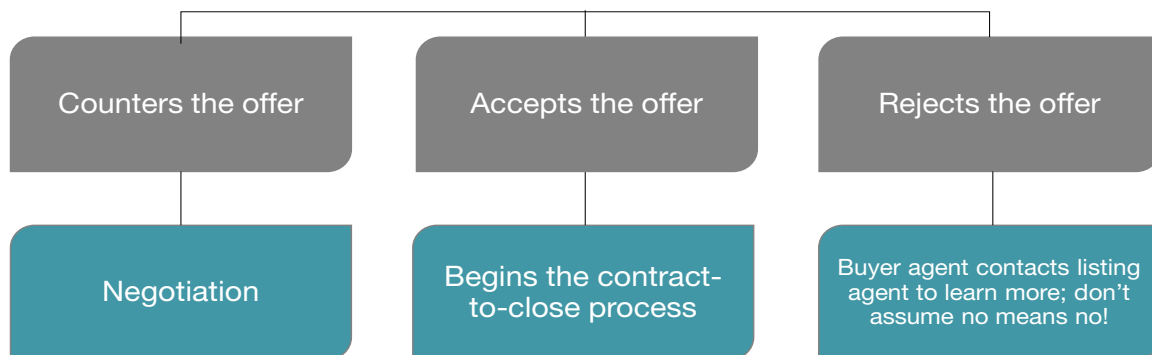 Counters the offer
Accepts the offer
Rejects the offer
Negotiation
Begins the contract-
to-close process
Buyer agent contacts listing
agent to learn more; don’t
assume no means no!